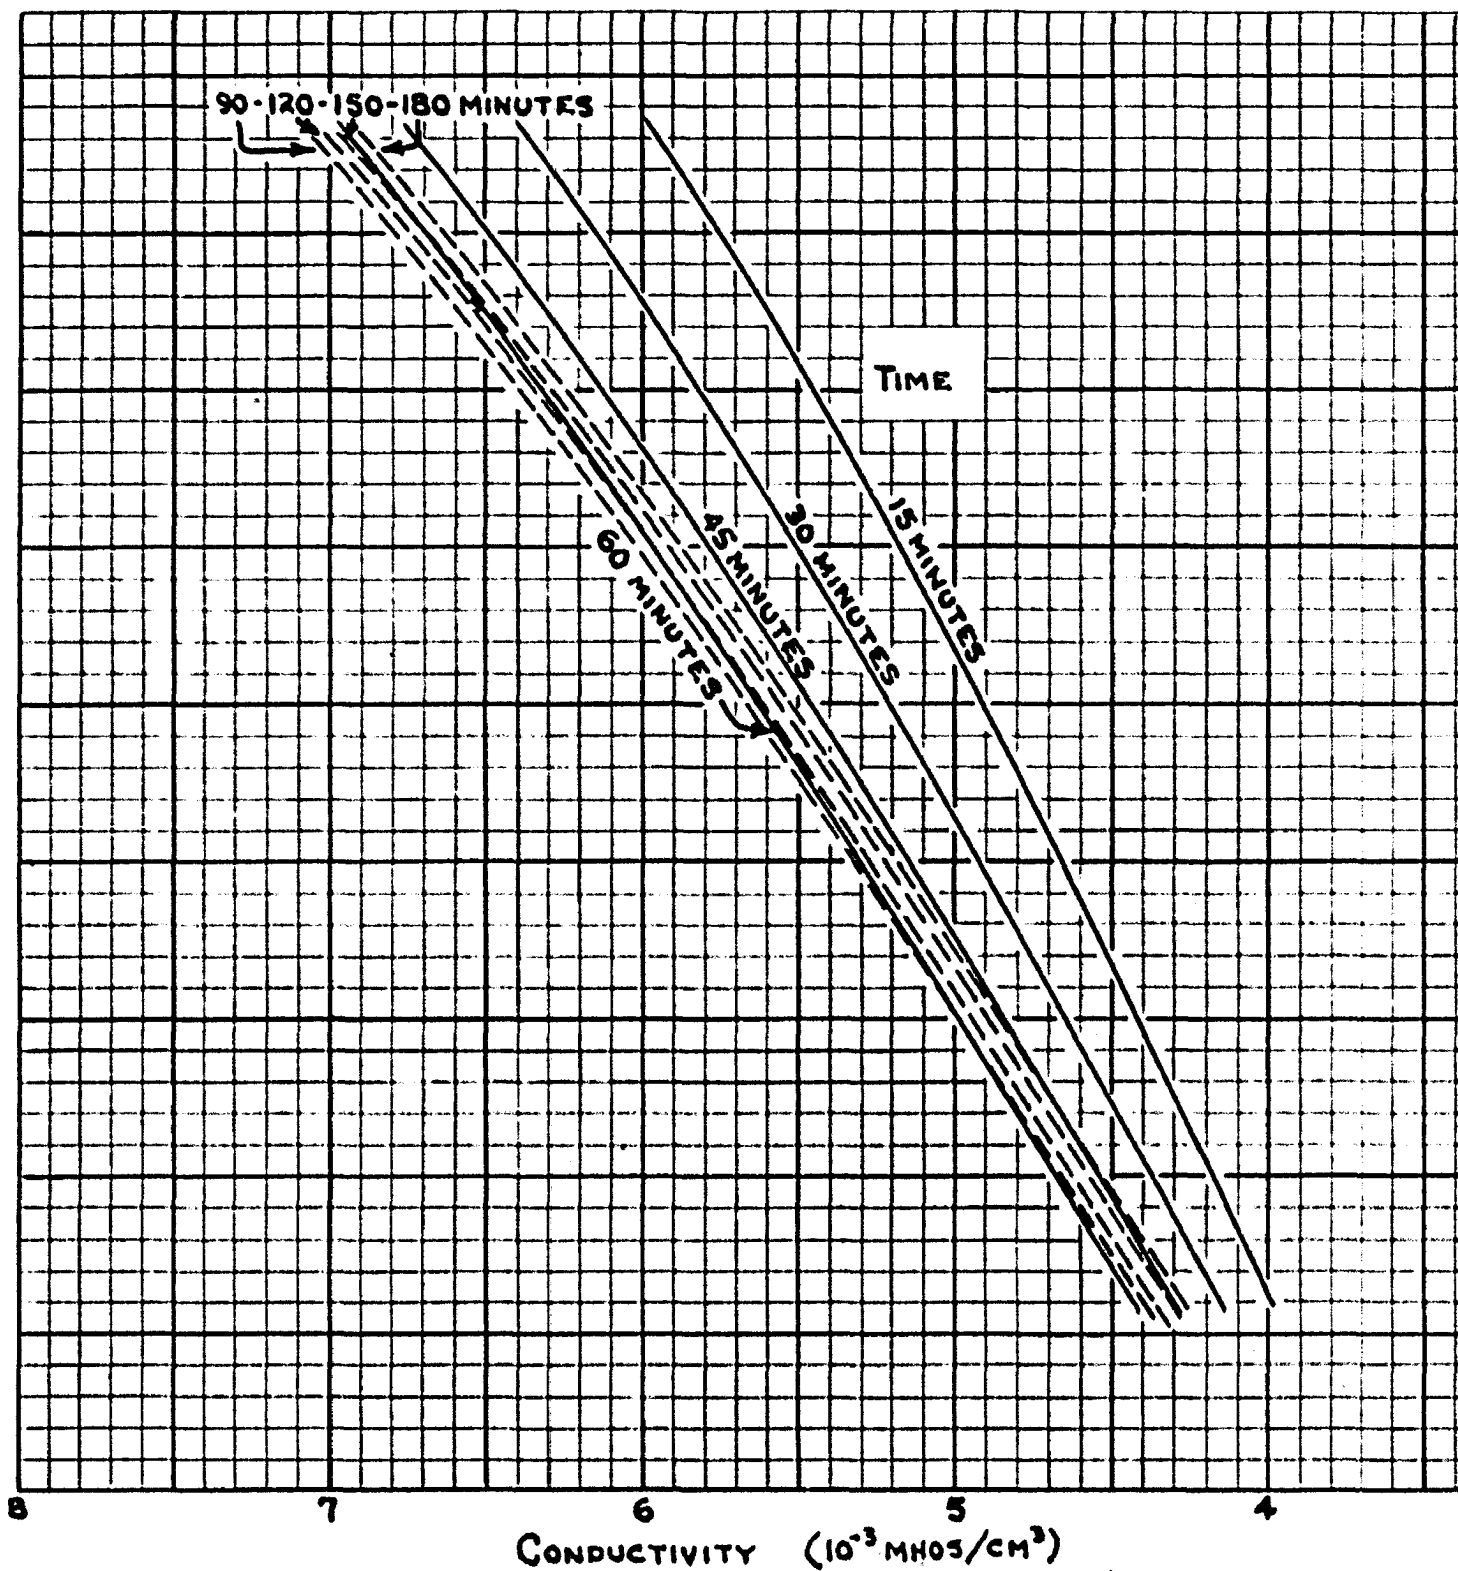 90-120-150-180 MINUTES
TIME
15 MINUTES
30 MINUTES
45 MINUTES
60 MINUTES
8 7 6 5 4
CONDUCTIVITY (10⁻³ MHOS/CM³)